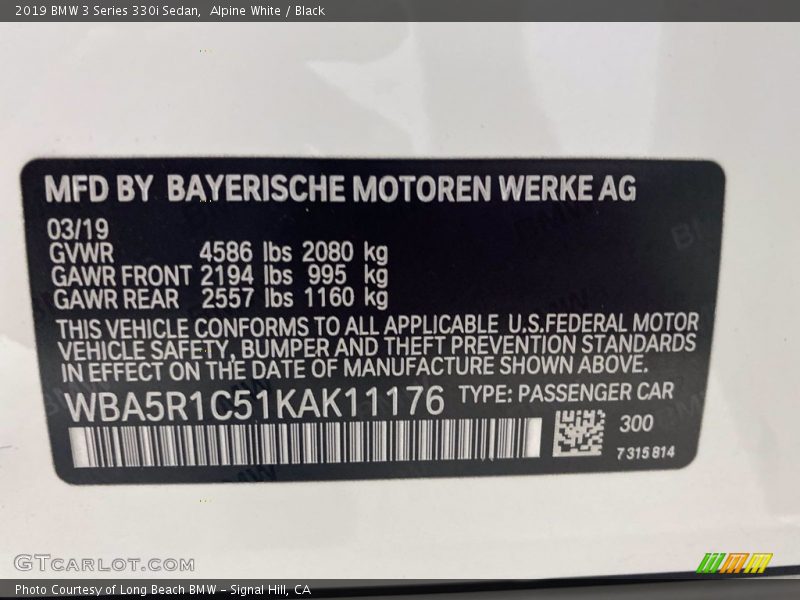 2019 BMW 3 Series 330i Sedan,  Alpine White / Black
MFD BY BAYERISCHE MOTOREN WERKE AG
03/19
GVWR 4586 lbs 2080 kg
GAWR FRONT 2194 lbs 995 kg
GAWR REAR 2557 lbs 1160 kg
THIS VEHICLE CONFORMS TO ALL APPLICABLE U.S.FEDERAL MOTOR
VEHICLE SAFETY, BUMPER AND THEFT PREVENTION STANDARDS
IN EFFECT ON THE DATE OF MANUFACTURE SHOWN ABOVE.
WBA5R1C51KAK11176 TYPE: PASSENGER CAR
300
7 315 814
GTCARLOT.COM
Photo Courtesy of Long Beach BMW - Signal Hill, CA